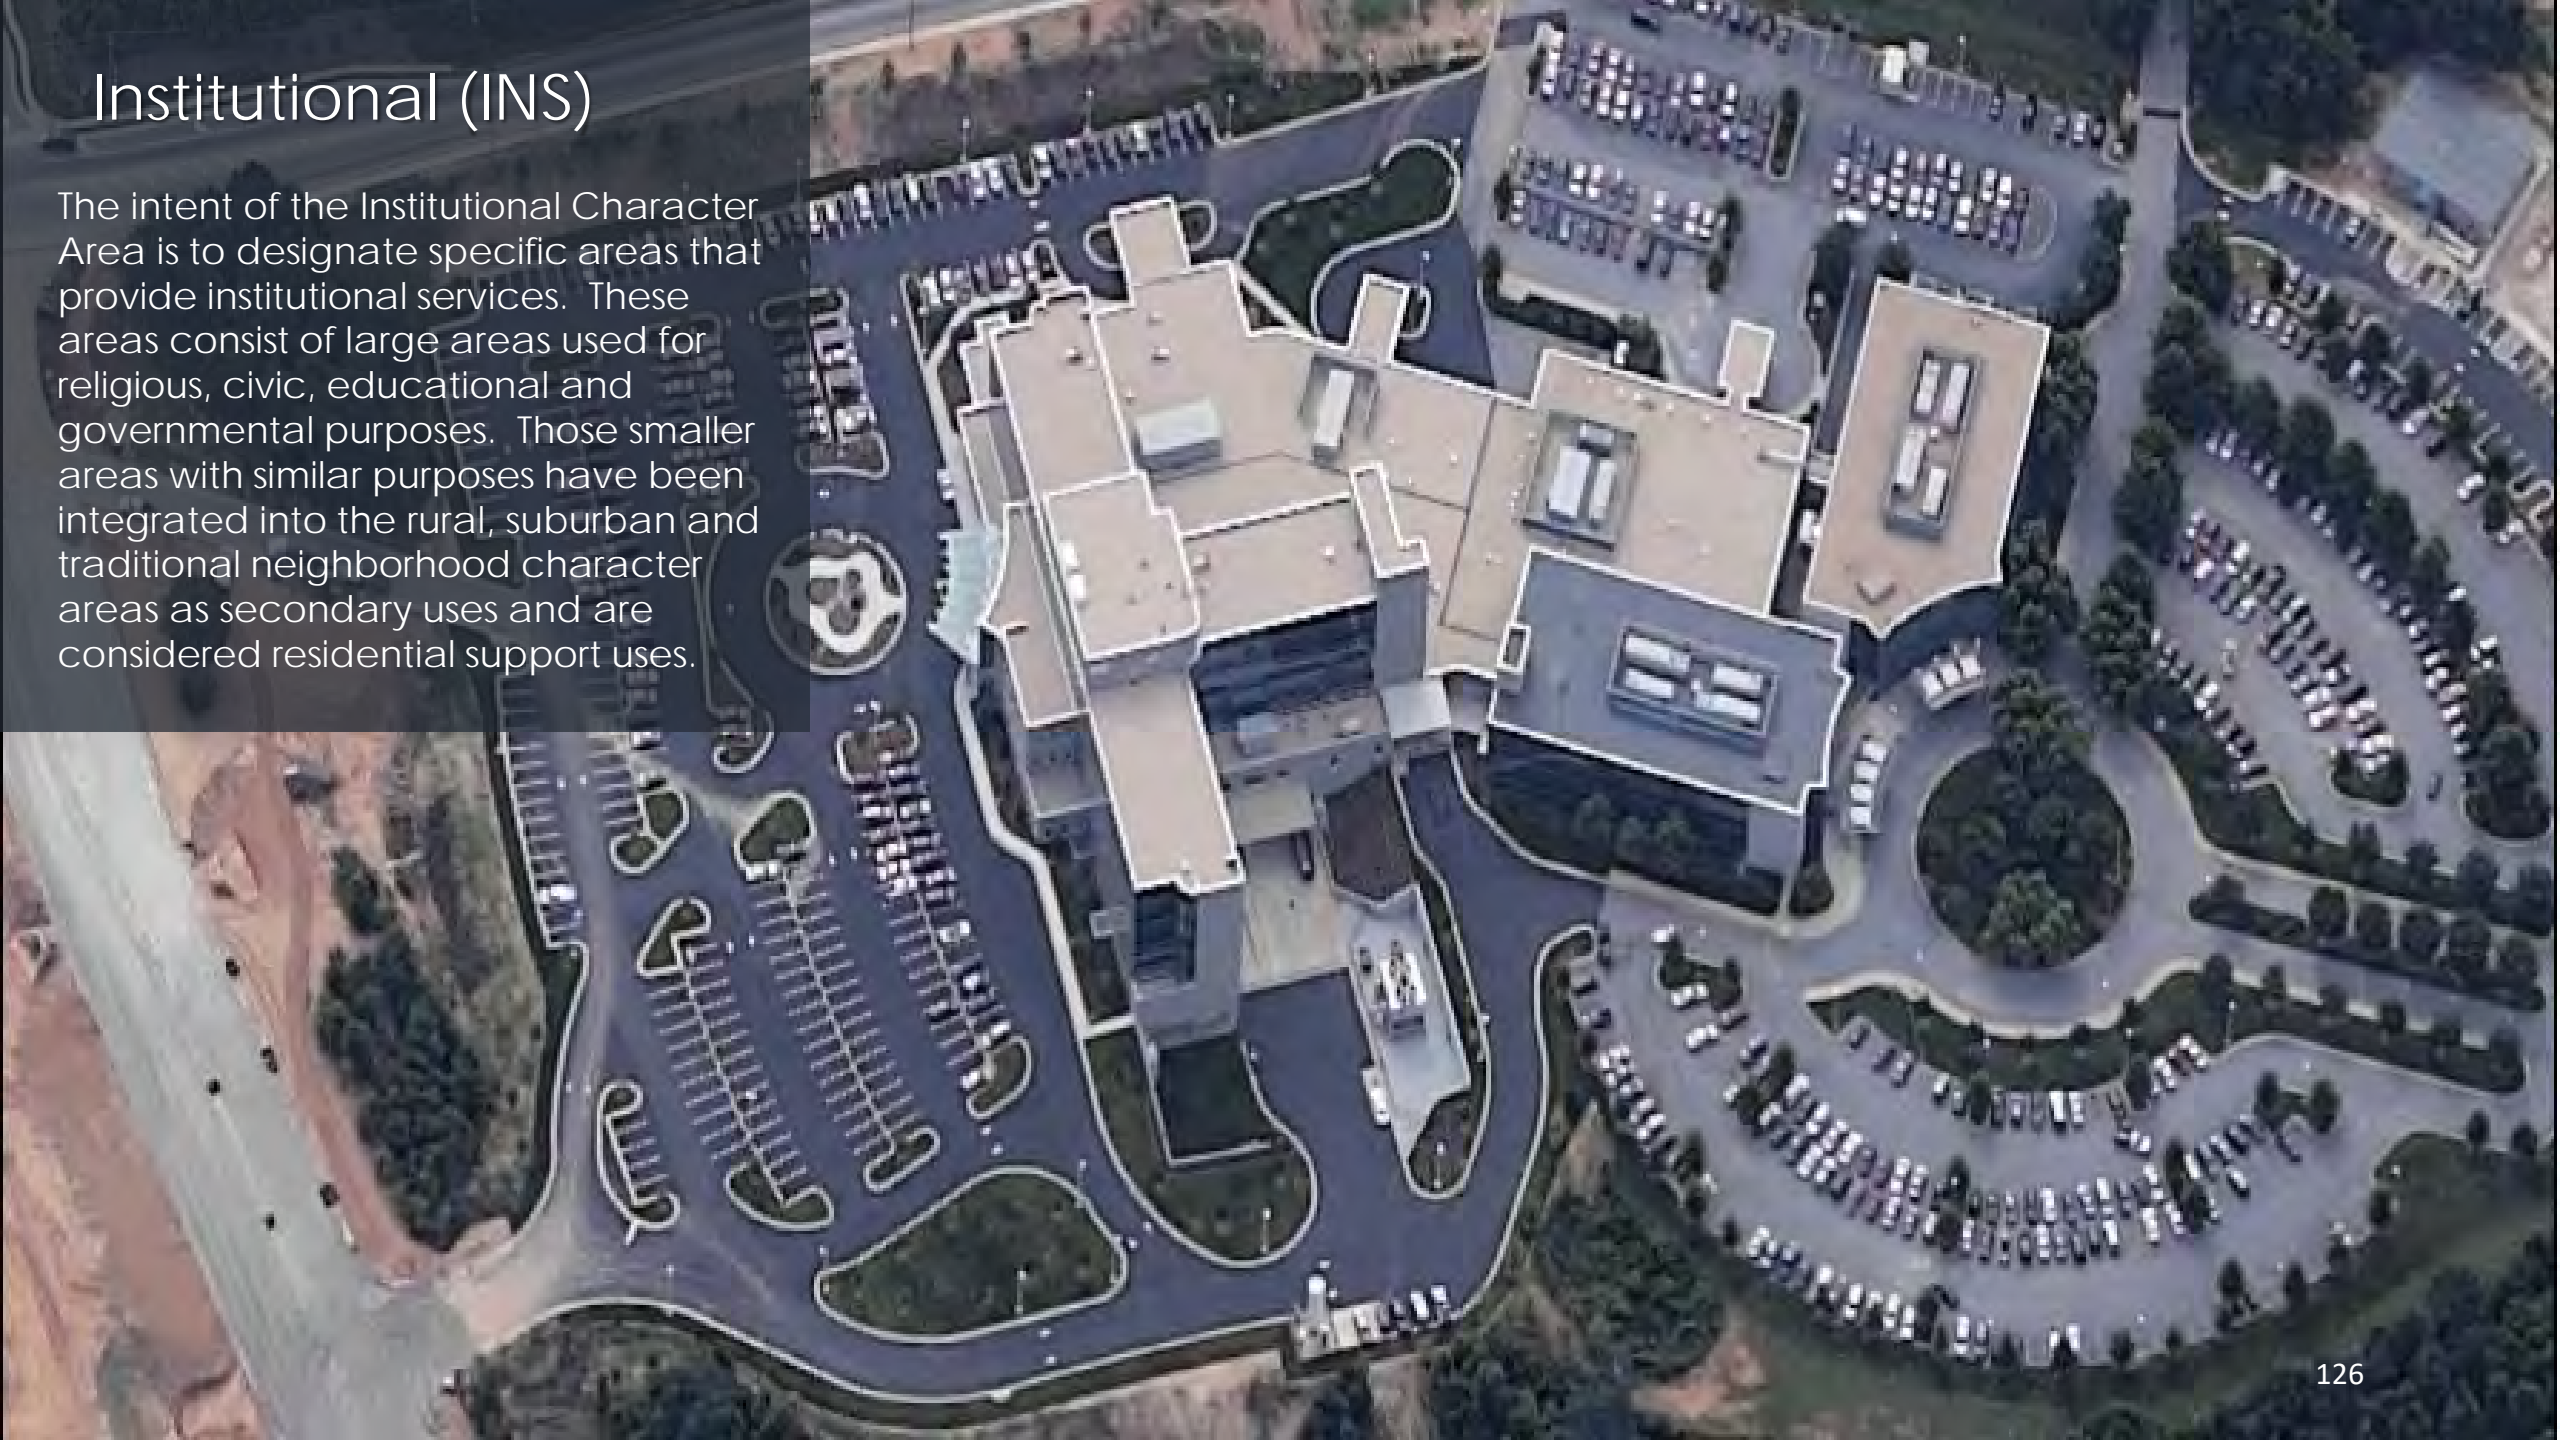 Institutional (INS)
The intent of the Institutional Character
Area is to designate specific areas that
provide institutional services.  These
areas consist of large areas used for
religious, civic, educational and
governmental purposes.  Those smaller
areas with similar purposes have been
integrated into the rural, suburban and
traditional neighborhood character
areas as secondary uses and are
considered residential support uses.
126